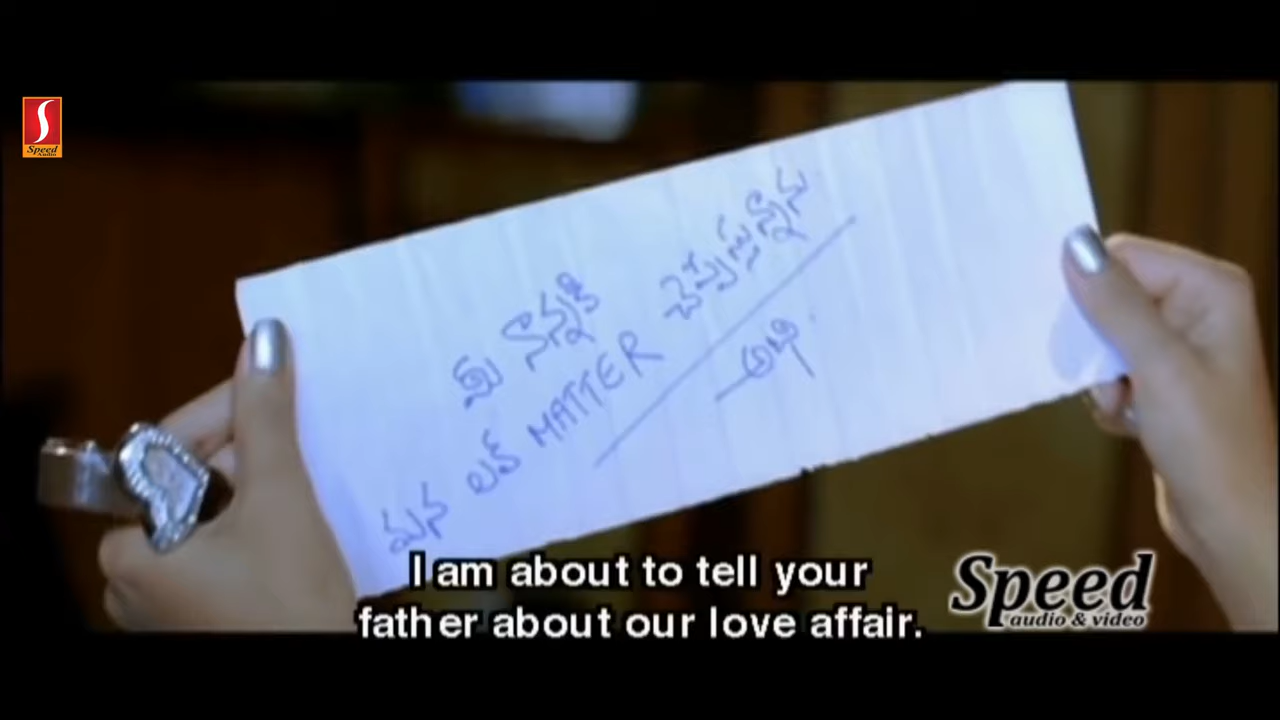 S
Speed
Audio
మీ నాన్నకి
మన లవ్ MATTER చెప్పేస్తున్నాను
అభి
I am about to tell your
father about our love affair.
Speed
audio & video